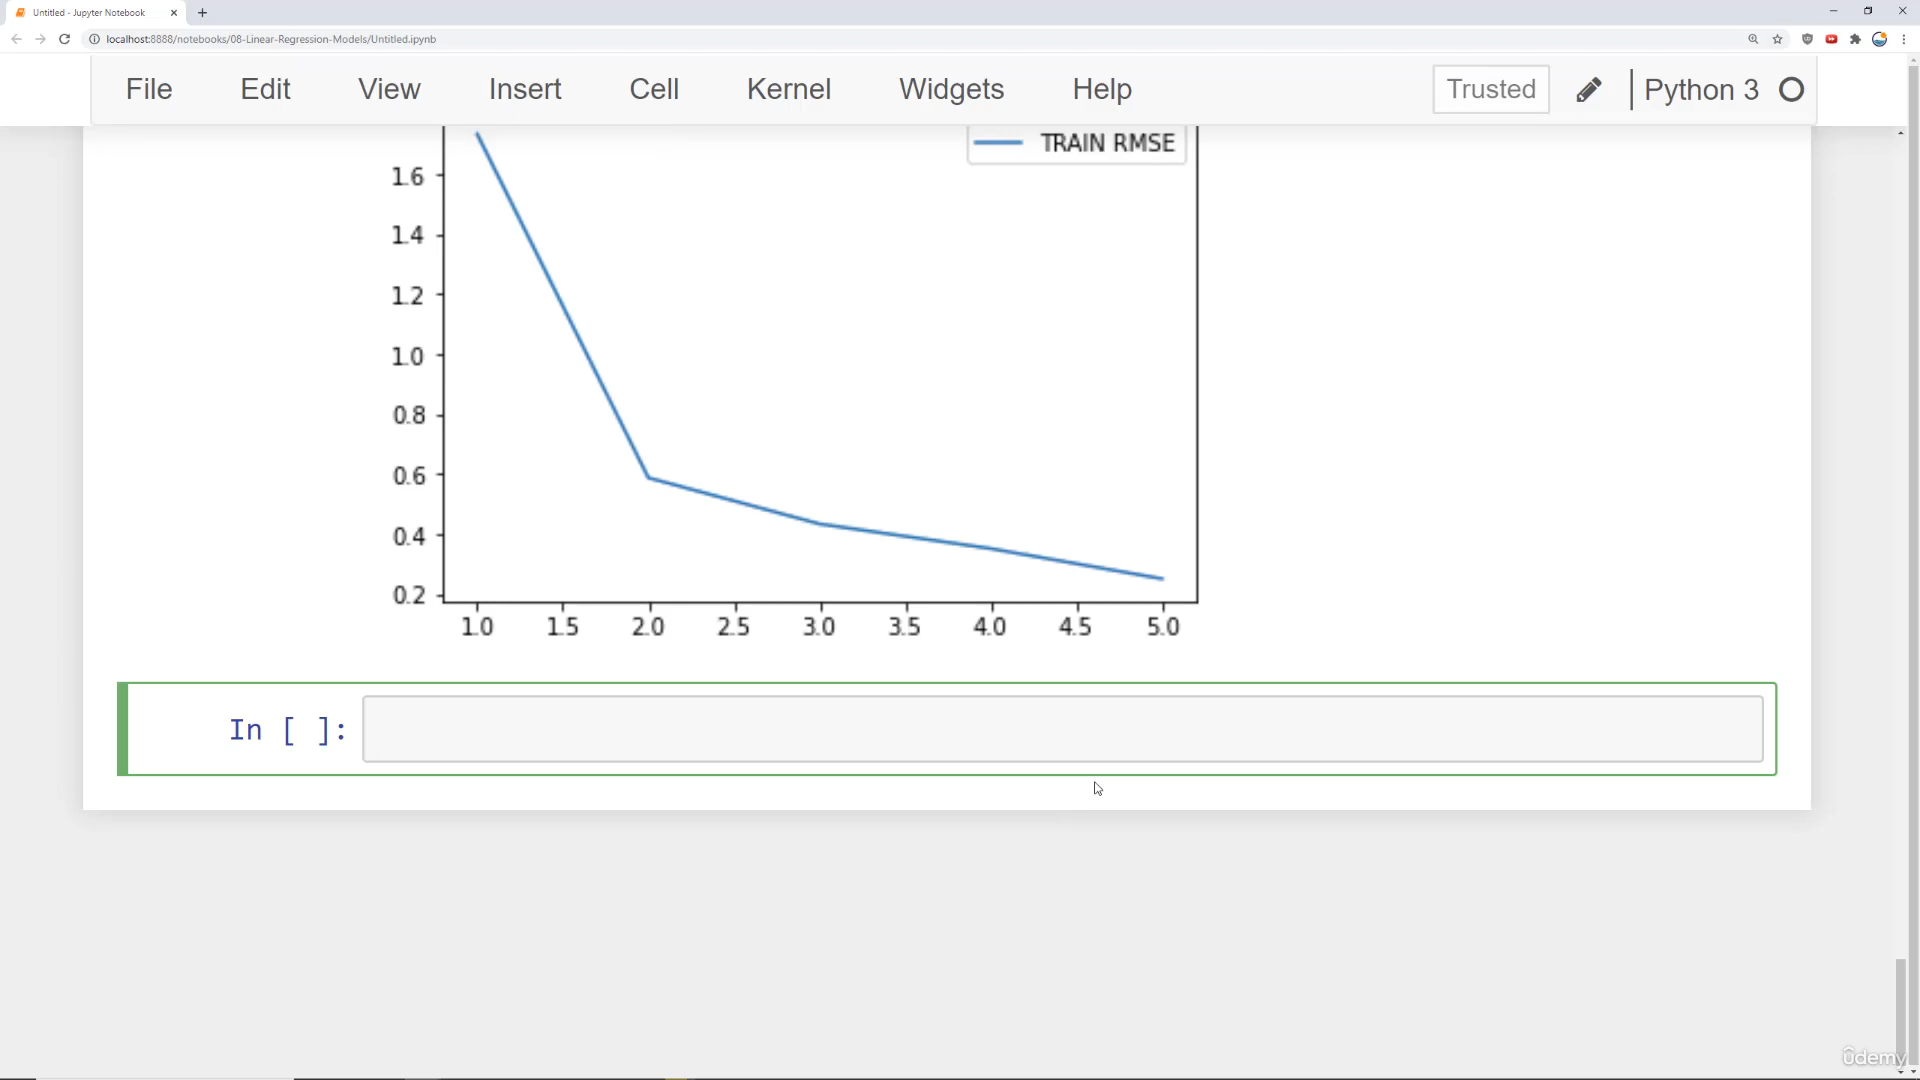 Untitled - Jupyter Notebook
localhost:8888/notebooks/08-Linear-Regression-Models/Untitled.ipynb
File Edit View Insert Cell Kernel Widgets Help Trusted Python 3
TRAIN RMSE
1.6
1.4
1.2
1.0
0.8
0.6
0.4
0.2
1.0 1.5 2.0 2.5 3.0 3.5 4.0 4.5 5.0
In [ ]:
ûdemy